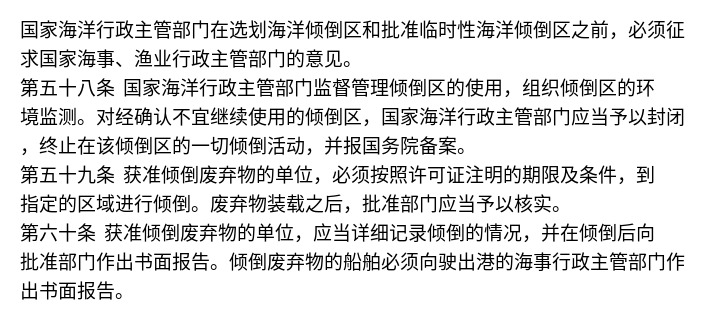 国家海洋行政主管部门在选划海洋倾倒区和批准临时性海洋倾倒区之前，必须征
求国家海事、渔业行政主管部门的意见。
第五十八条 国家海洋行政主管部门监督管理倾倒区的使用，组织倾倒区的环
境监测。对经确认不宜继续使用的倾倒区，国家海洋行政主管部门应当予以封闭
，终止在该倾倒区的一切倾倒活动，并报国务院备案。
第五十九条 获准倾倒废弃物的单位，必须按照许可证注明的期限及条件，到
指定的区域进行倾倒。废弃物装载之后，批准部门应当予以核实。
第六十条 获准倾倒废弃物的单位，应当详细记录倾倒的情况，并在倾倒后向
批准部门作出书面报告。倾倒废弃物的船舶必须向驶出港的海事行政主管部门作
出书面报告。